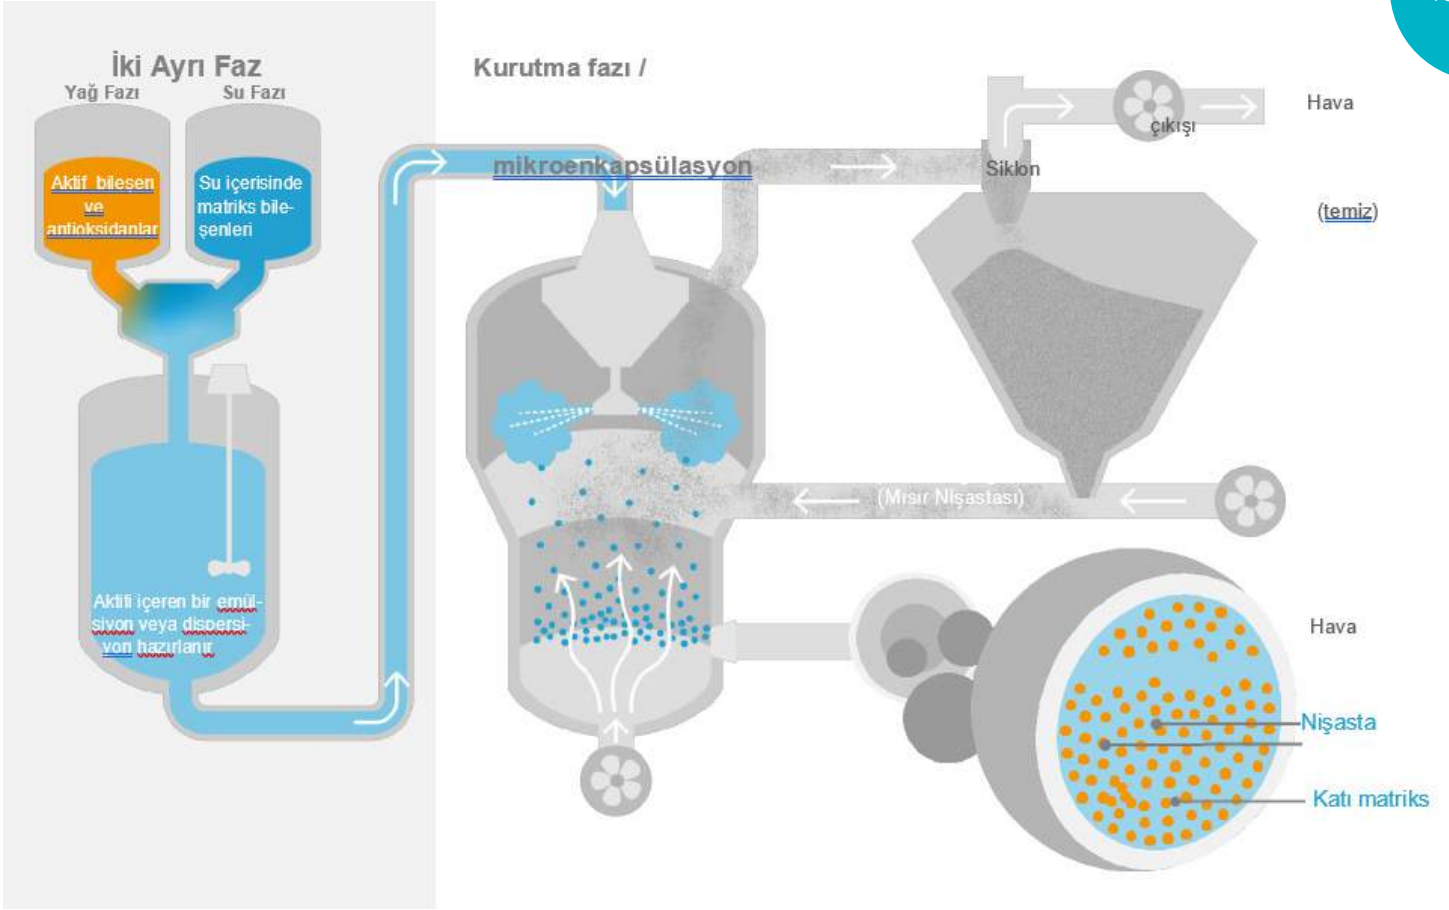 İki Ayrı Faz
Yağ Fazı
Su Fazı
Aktif bileşen
ve
antioksidanlar
Su içerisinde
matriks bile-
şenleri
Aktifi içeren bir emül-
siyon veya dispersi-
yon hazırlanır
Kurutma fazı /
mikroenkapsülasyon
Siklon
Hava
çıkışı
(temiz)
(Mısır Nişastası)
Hava
Nişasta
Katı matriks